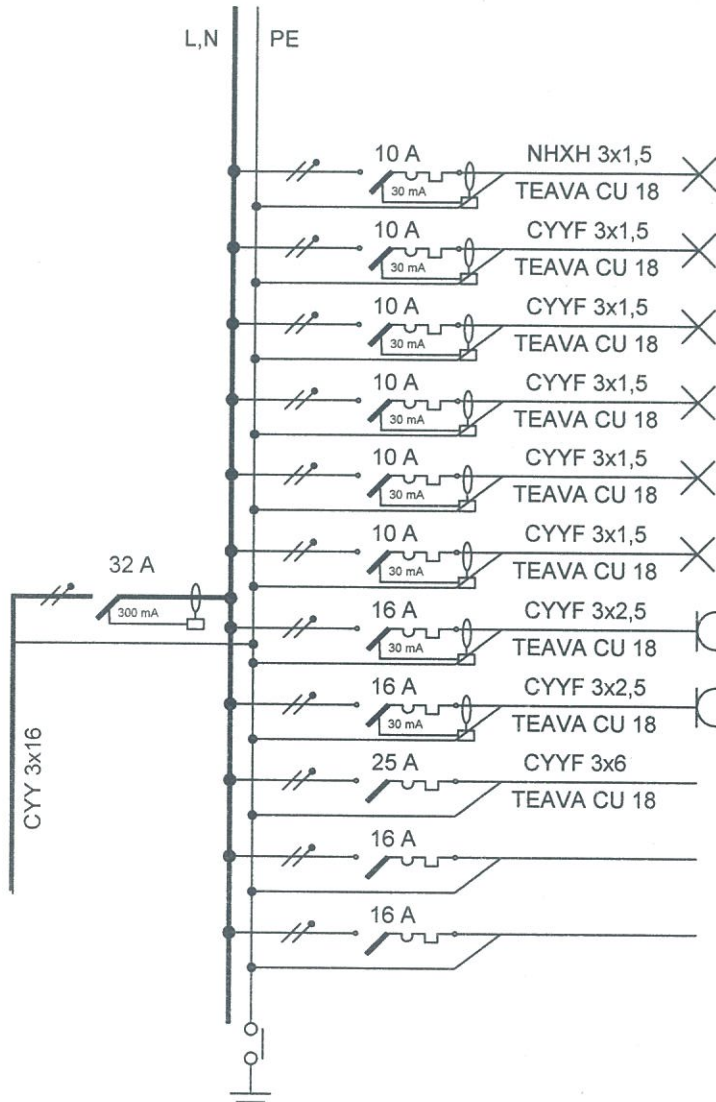 L,N PE
10 A NHXH 3x1,5
30 mA TEAVA CU 18
10 A CYYF 3x1,5
30 mA TEAVA CU 18
10 A CYYF 3x1,5
30 mA TEAVA CU 18
10 A CYYF 3x1,5
30 mA TEAVA CU 18
10 A CYYF 3x1,5
30 mA TEAVA CU 18
10 A CYYF 3x1,5
30 mA TEAVA CU 18
32 A
300 mA
16 A CYYF 3x2,5
30 mA TEAVA CU 18
16 A CYYF 3x2,5
30 mA TEAVA CU 18
CYY 3x16
25 A CYYF 3x6
TEAVA CU 18
16 A
16 A